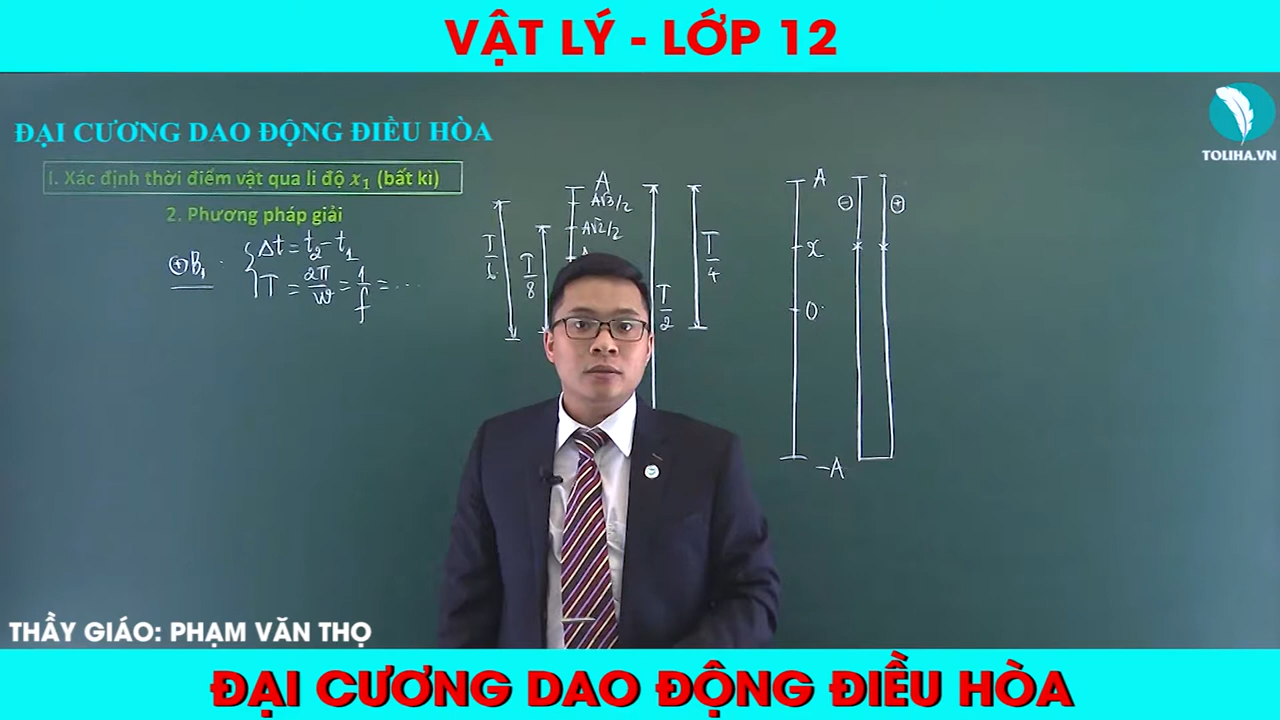 VẬT LÝ - LỚP 12
TOLIHA.VN
ĐẠI CƯƠNG DAO ĐỘNG ĐIỀU HÒA
I. Xác định thời điểm vật qua li độ x₁ (bất kì)
2. Phương pháp giải
⊕B₁ Δt = t₂ - t₁
T = 2π/ω = 1/f = ...
A
A√3/2
A√2/2
T/6
T/8
T/2
T/4
A
x
O
-A
⊖
⊕
THẦY GIÁO: PHẠM VĂN THỌ
ĐẠI CƯƠNG DAO ĐỘNG ĐIỀU HÒA